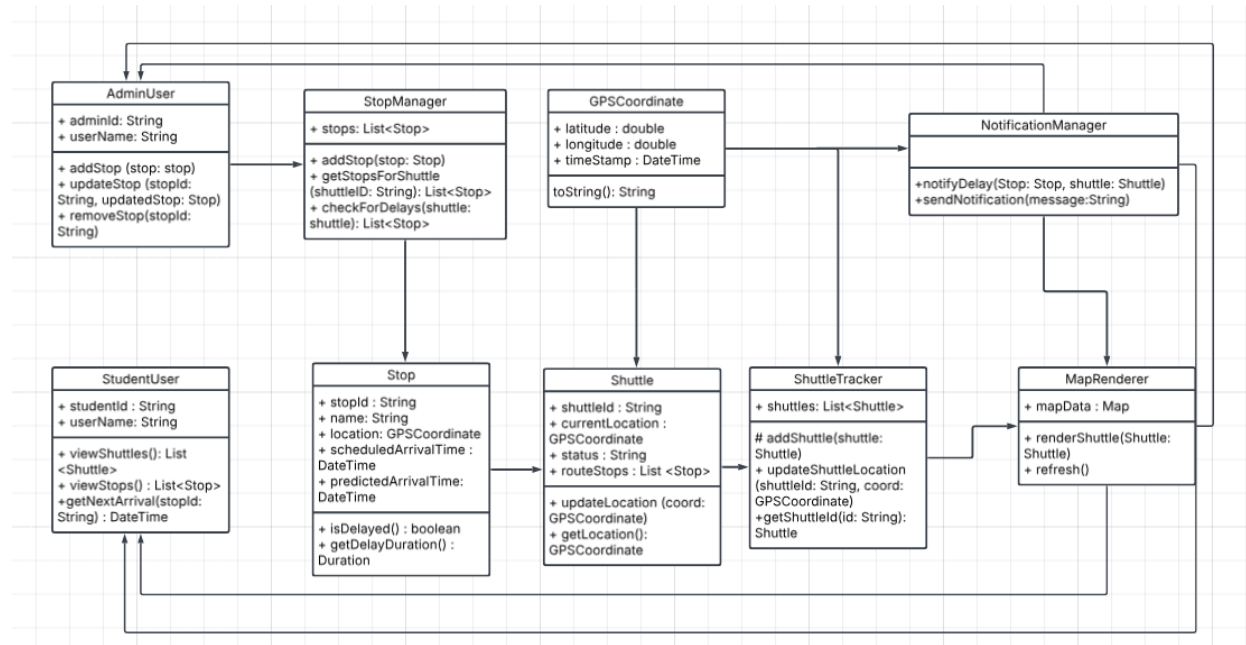 AdminUser
+ adminId: String
+ userName: String
+ addStop (stop: stop)
+ updateStop (stopId:
String, updatedStop: Stop)
+ removeStop(stopId:
String)
StopManager
+ stops: List<Stop>
+ addStop(stop: Stop)
+ getStopsForShuttle
(shuttleID: String): List<Stop>
+ checkForDelays(shuttle:
shuttle): List<Stop>
GPSCoordinate
+ latitude : double
+ longitude : double
+ timeStamp : DateTime
toString(): String
NotificationManager
+notifyDelay(Stop: Stop, shuttle: Shuttle)
+sendNotification(message:String)
StudentUser
+ studentId : String
+ userName: String
+ viewShuttles(): List
<Shuttle>
+ viewStops() : List<Stop>
+getNextArrival(stopId:
String) : DateTime
Stop
+ stopId : String
+ name: String
+ location: GPSCoordinate
+ scheduledArrivalTime :
DateTime
+ predictedArrivalTime:
DateTime
+ isDelayed() : boolean
+ getDelayDuration() :
Duration
Shuttle
+ shuttleId : String
+ currentLocation :
GPSCoordinate
+ status : String
+ routeStops : List <Stop>
+ updateLocation (coord:
GPSCoordinate)
+ getLocation():
GPSCoordinate
ShuttleTracker
+ shuttles: List<Shuttle>
# addShuttle(shuttle:
Shuttle)
+ updateShuttleLocation
(shuttleId: String, coord:
GPSCoordinate)
+getShuttleId(id: String):
Shuttle
MapRenderer
+ mapData : Map
+ renderShuttle(Shuttle:
Shuttle)
+ refresh()